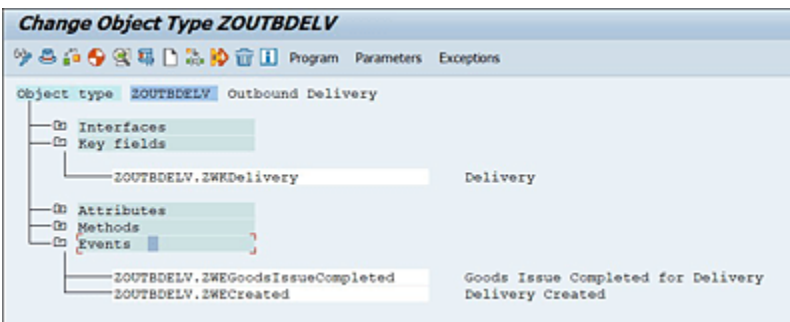 Change Object Type ZOUTBDELV
Program Parameters Exceptions
Object type ZOUTBDELV Outbound Delivery
Interfaces
Key fields
ZOUTBDELV.ZWKDelivery Delivery
Attributes
Methods
Events
ZOUTBDELV.ZWEGoodsIssueCompleted Goods Issue Completed for Delivery
ZOUTBDELV.ZWECreated Delivery Created